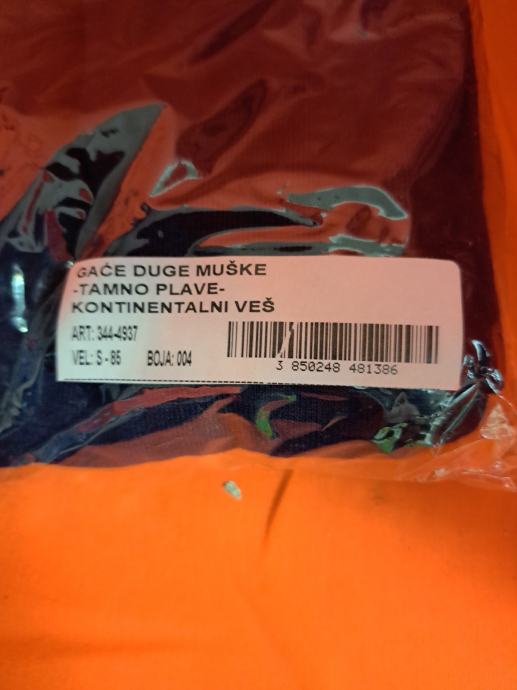 GAĆE DUGE MUŠKE
-TAMNO PLAVE-
KONTINENTALNI VEŠ
ART: 344-4937
VEL: S - 85 BOJA: 004
3 850248 481386